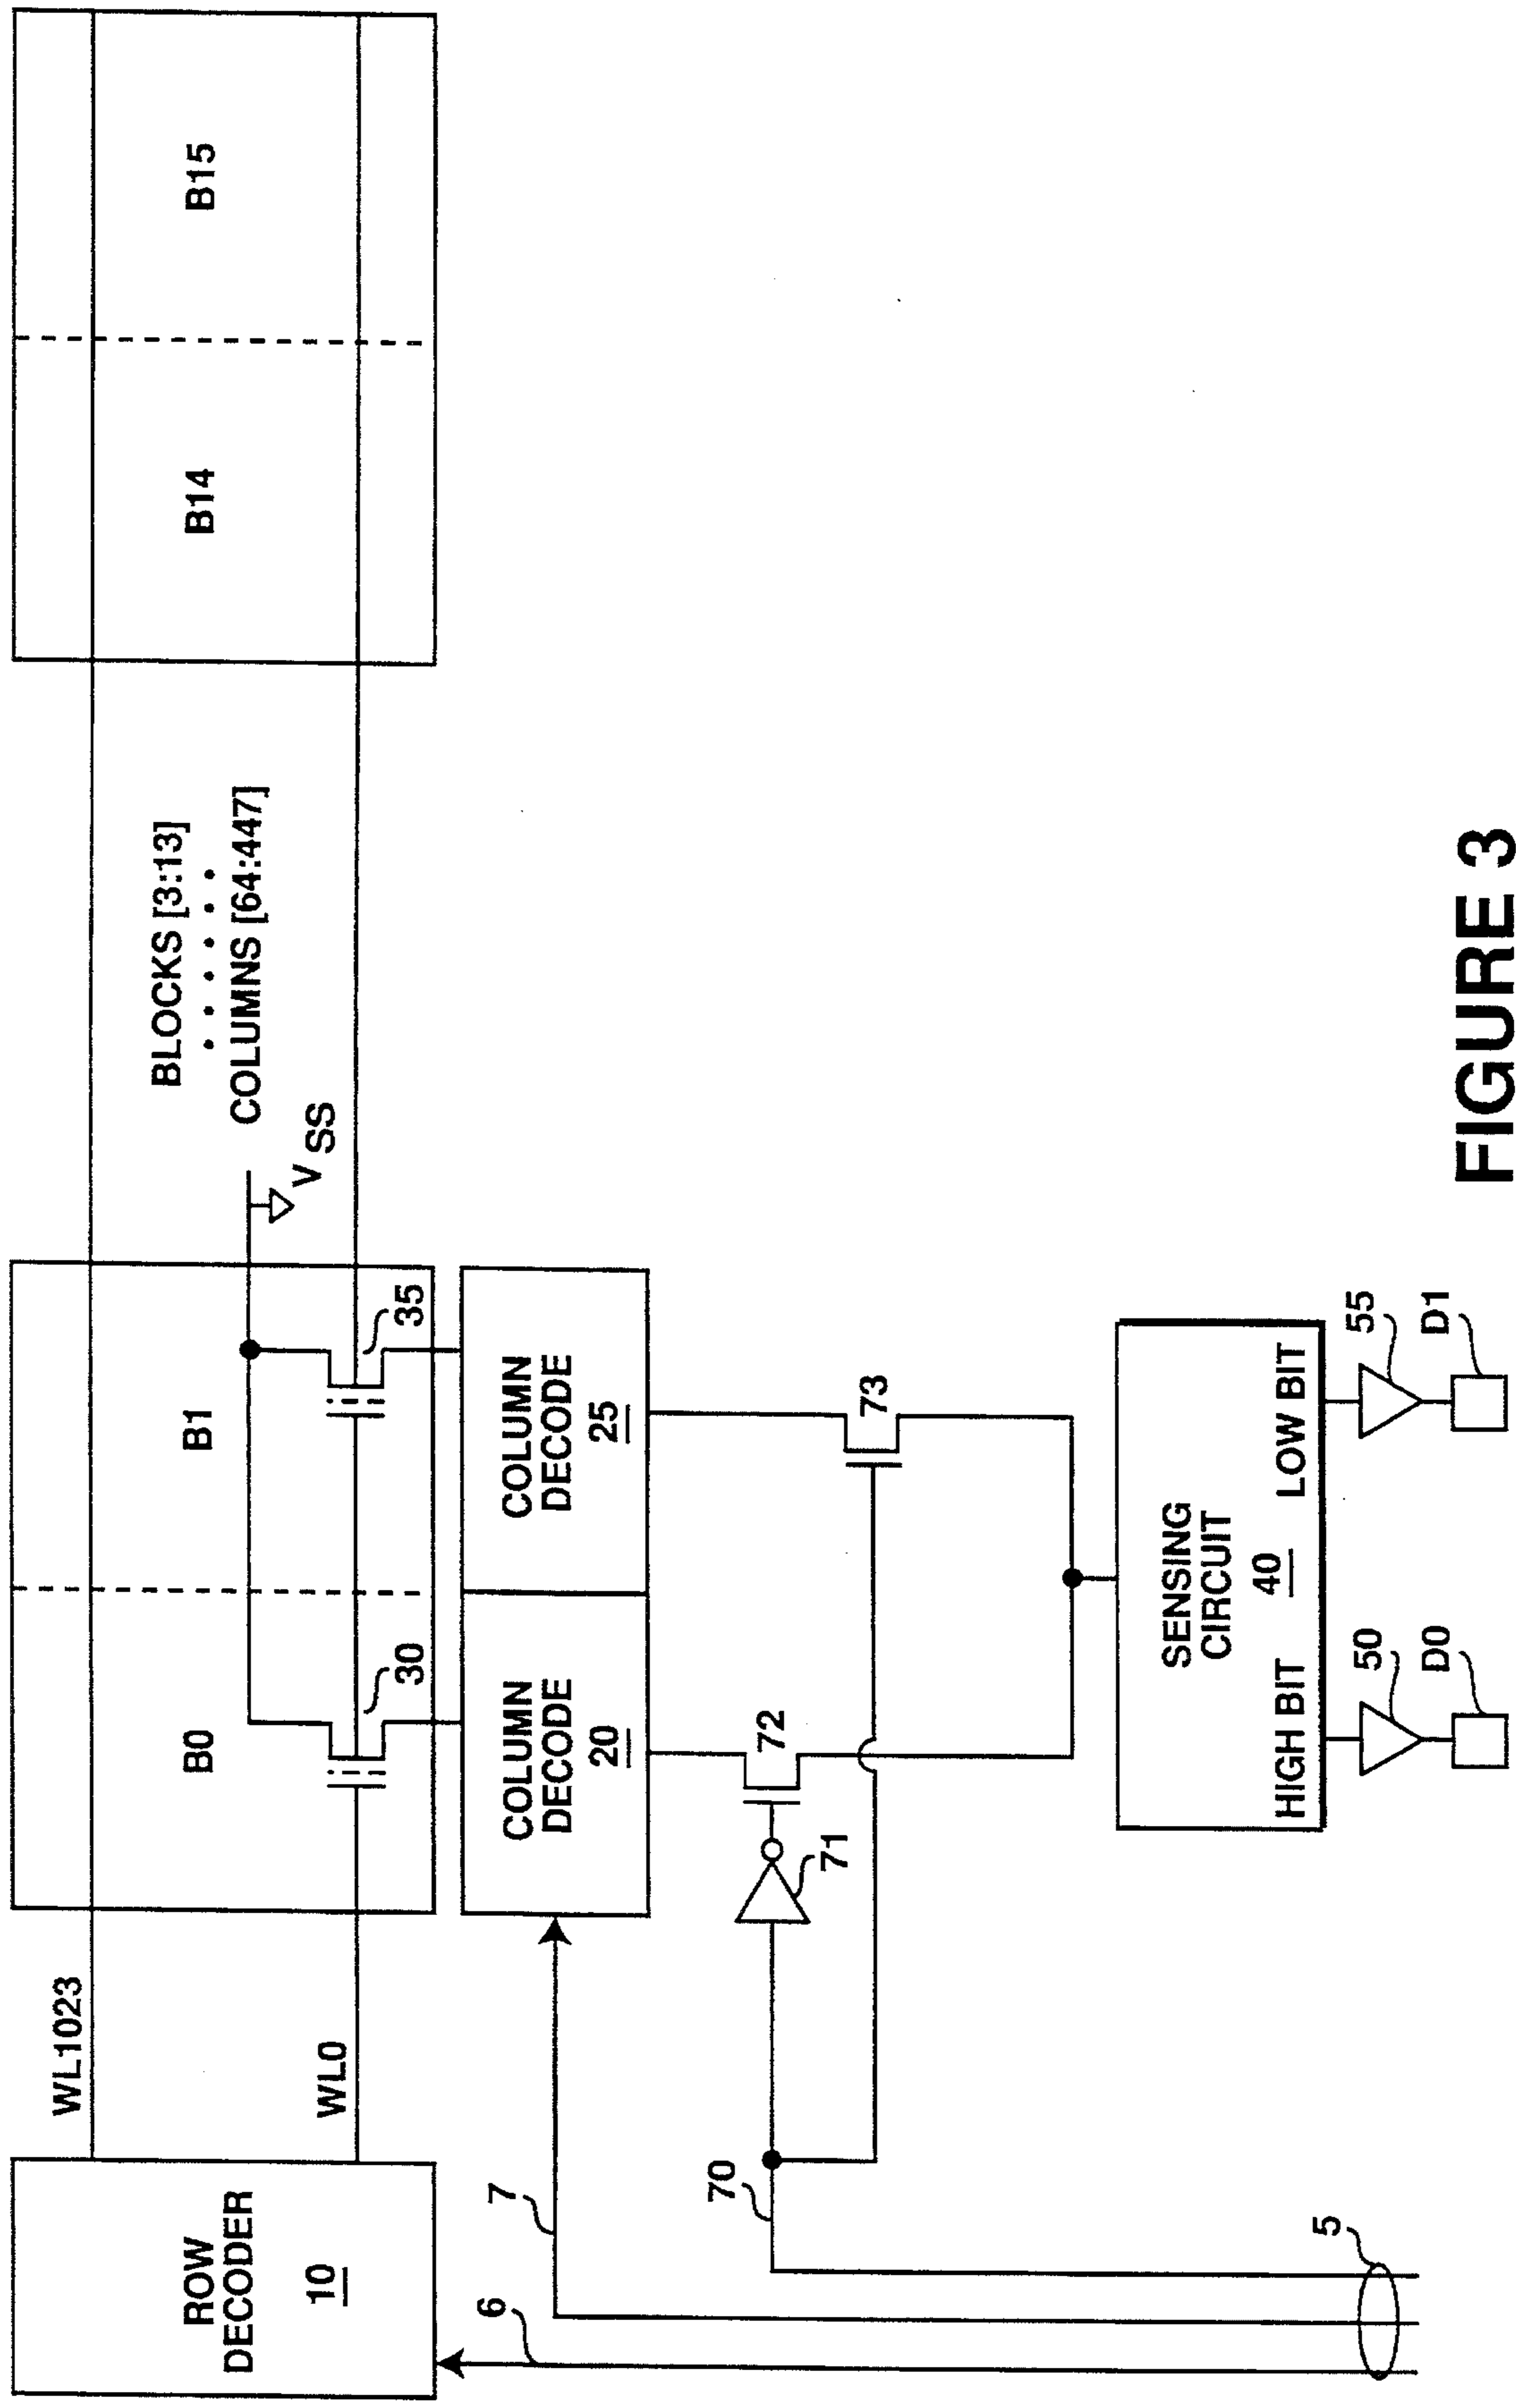 WL1023
WL0
ROW
DECODER
10
B0
B1
30
35
V SS
BLOCKS [3:13]
COLUMNS [64:447]
B14
B15
COLUMN
DECODE
20
COLUMN
DECODE
25
6
7
70
71
72
73
5
SENSING
CIRCUIT
40
HIGH BIT
LOW BIT
50
55
D0
D1
FIGURE 3